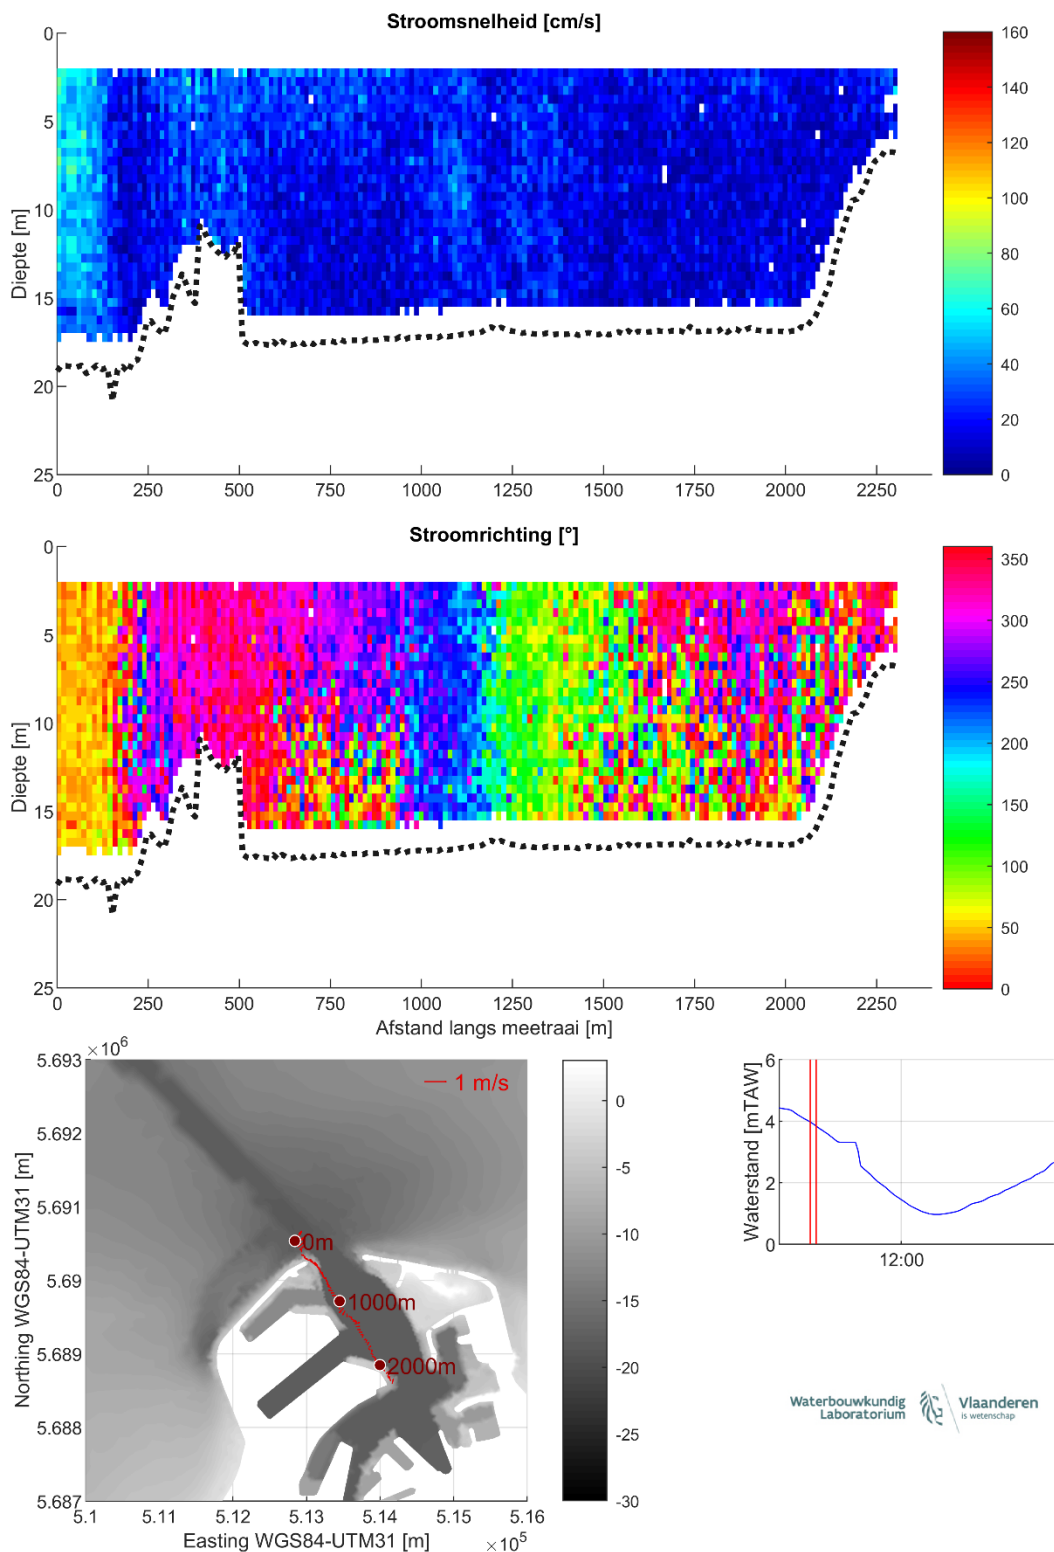 Stroomsnelheid [cm/s]
Diepte [m]
0
5
10
15
20
25
0 250 500 750 1000 1250 1500 1750 2000 2250
160
140
120
100
80
60
40
20
0
Stroomrichting [°]
Diepte [m]
0
5
10
15
20
25
0 250 500 750 1000 1250 1500 1750 2000 2250
Afstand langs meetraai [m]
350
300
250
200
150
100
50
0
×10⁶
Northing WGS84-UTM31 [m]
5.693
5.692
5.691
5.69
5.689
5.688
5.687
5.1 5.11 5.12 5.13 5.14 5.15 5.16
Easting WGS84-UTM31 [m]
×10⁵
1 m/s
0m
1000m
2000m
0
-5
-10
-15
-20
-25
-30
Waterstand [mTAW]
6
4
2
0
12:00
Waterbouwkundig
Laboratorium
Vlaanderen
is wetenschap